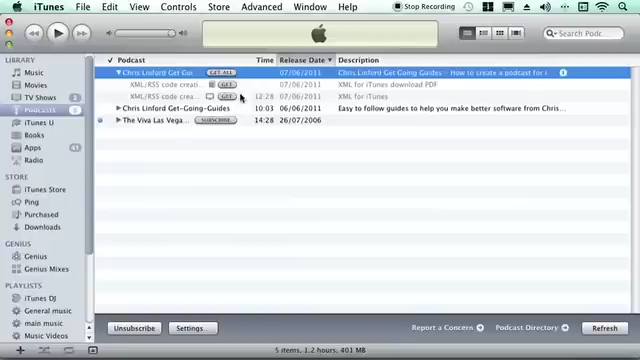 iTunes File Edit View Controls Store Advanced Window Help Stop Recording
Search Podcasts
LIBRARY
Music
Movies
TV Shows 2
Podcasts
iTunes U
Books
Apps
Radio
STORE
iTunes Store
Ping
Purchased
Downloads
GENIUS
Genius
Genius Mixes
PLAYLISTS
iTunes DJ
General music
main music
Music Videos
Podcast Time Release Date Description
Chris Linford Get Goi... GET ALL 07/06/2011 Chris Linford Get Going Guides - How to create a podcast for i
XML/RSS code creati... GET 07/06/2011 XML for iTunes download PDF
XML/RSS code crea... GET 12:28 07/06/2011 XML for iTunes
Chris Linford Get-Going-Guides 10:03 06/06/2011 Easy to follow guides to help you make better software from Chris...
The Viva Las Vega... SUBSCRIBE 14:28 26/07/2006
Unsubscribe Settings... Report a Concern Podcast Directory Refresh
5 items, 1.2 hours, 401 MB